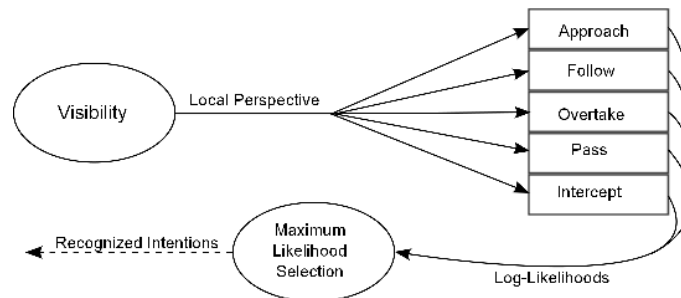 Approach
Follow
Visibility
Local Perspective
Overtake
Pass
Intercept
Maximum
Likelihood
Selection
Recognized Intentions
Log-Likelihoods